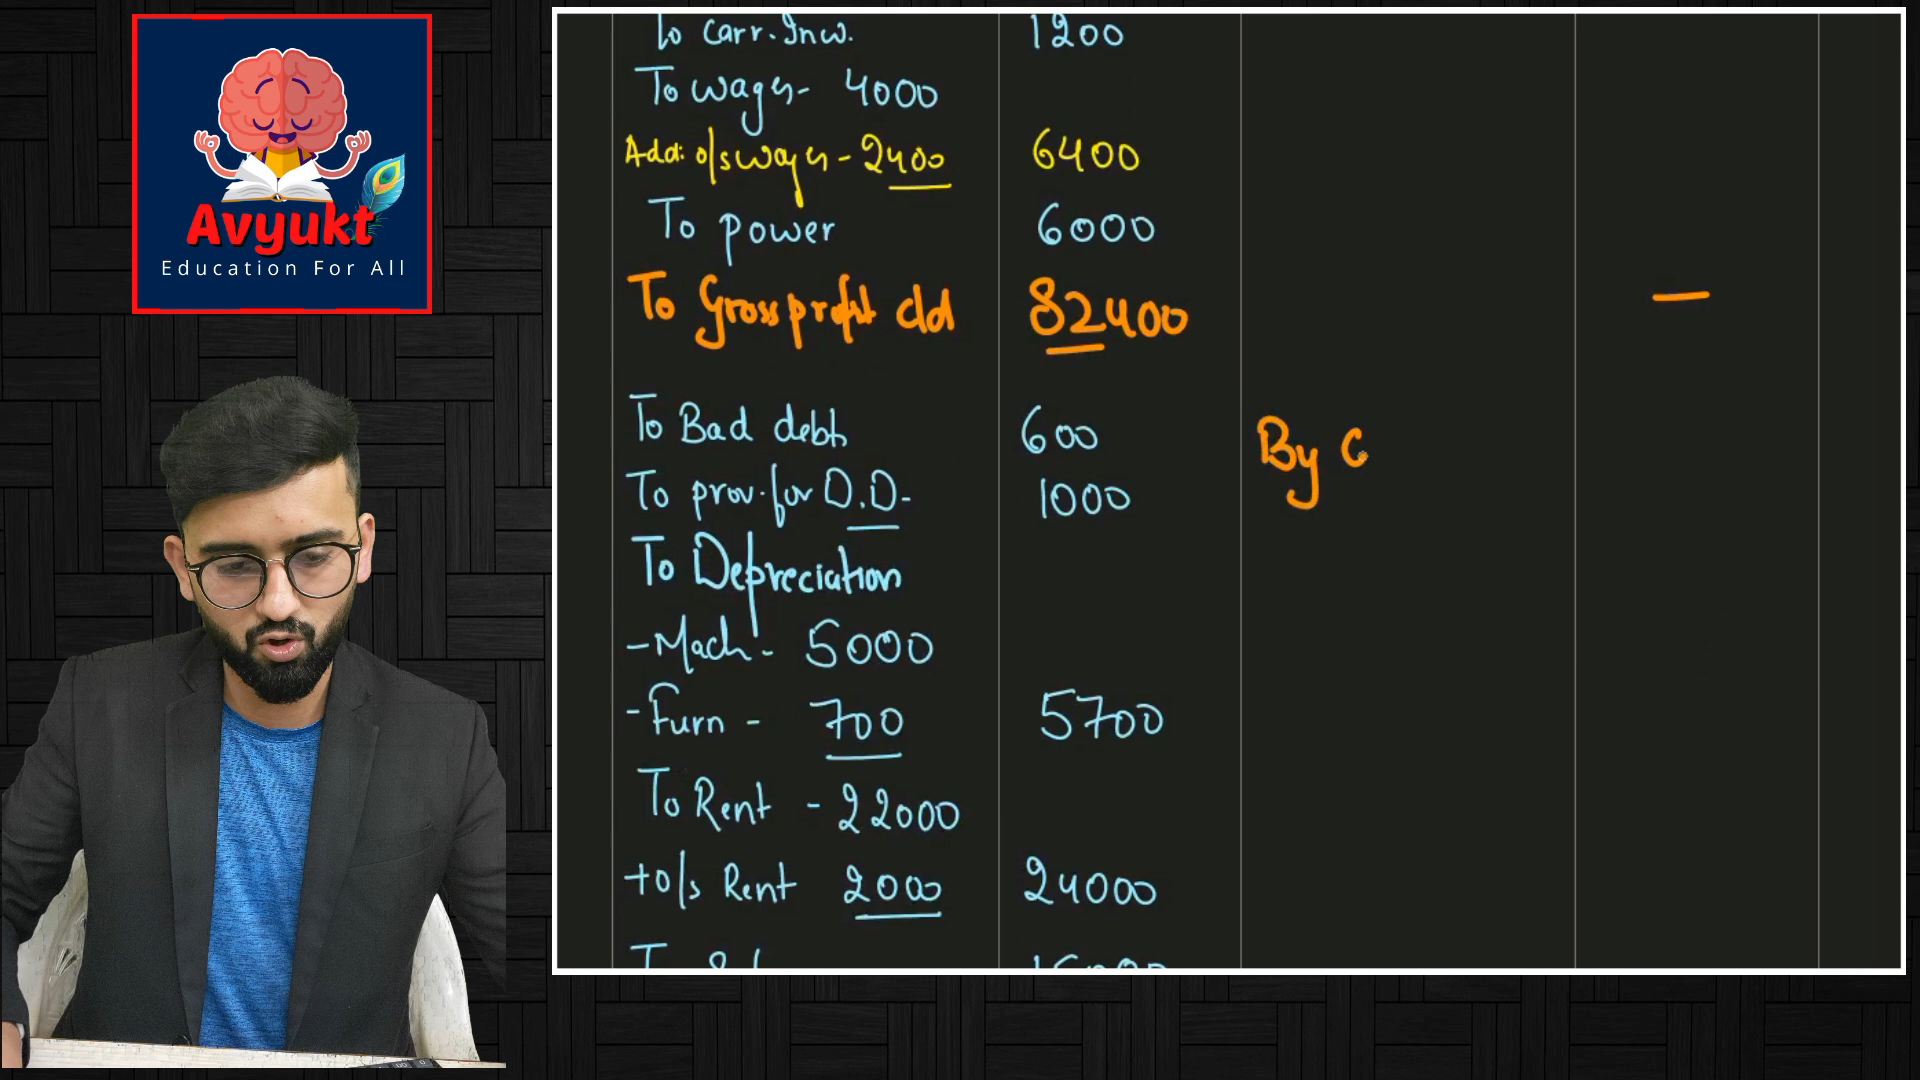 Avyukt
Education For All
To Carr. Inw. 1200
To wages - 4000
Add: o/s wages - 2400 6400
To power 6000
To Gross profit c/d 82400
—
To Bad debts 600
By G
To prov. for D.D. 1000
To Depreciation
- Mach. - 5000
- Furn - 700 5700
To Rent - 22000
+ o/s Rent 2000 24000